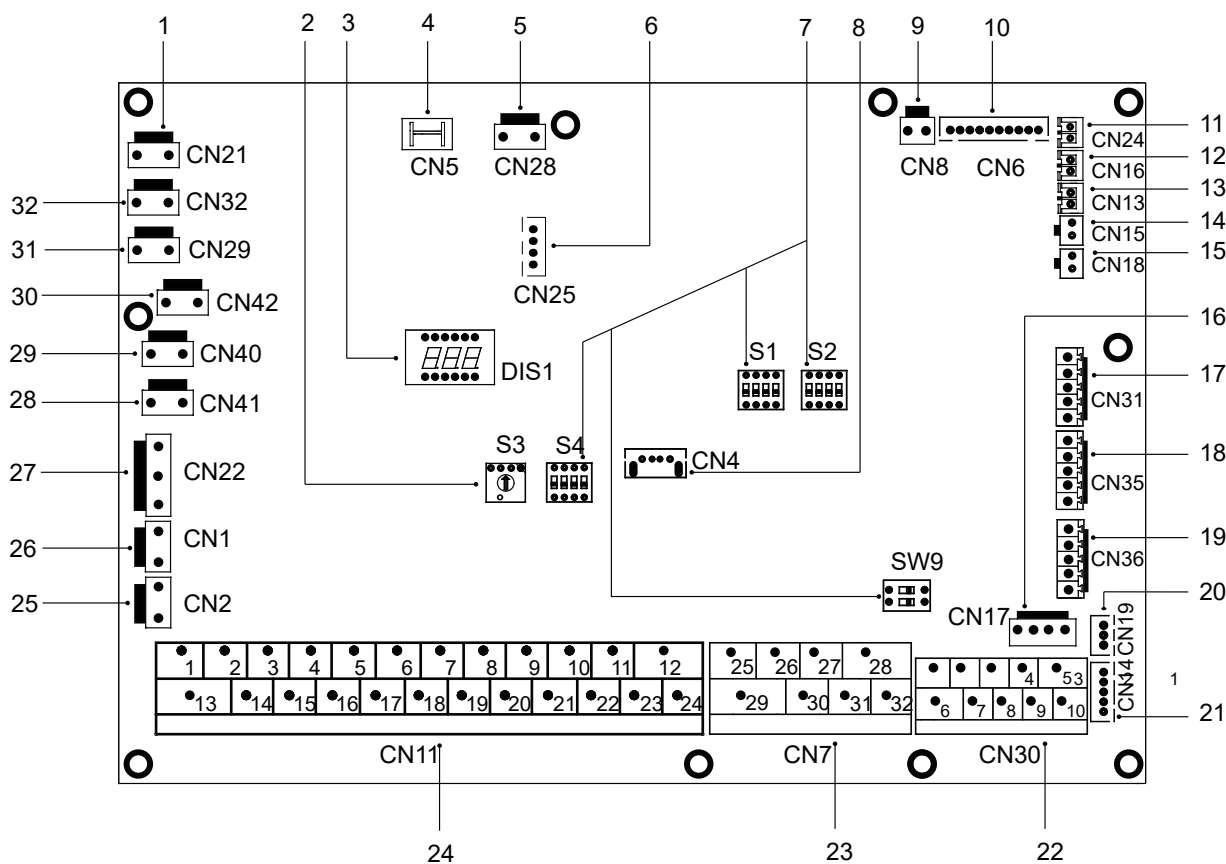 1 2 3 4 5 6 7 8 9 10
CN21
CN5
CN28
CN8
CN6
CN24 11
CN16 12
32 CN32
CN13 13
CN15 14
31 CN29
CN18 15
CN25
30 CN42
16
29 CN40
DIS1
S1 S2
CN31 17
28 CN41
27 CN22
S3 S4 CN4
CN35 18
26 CN1
CN36 19
SW9
25 CN2
CN17
CN19 20
1 2 3 4 5 6 7 8 9 10 11 12
25 26 27 28
4 53
CN14
1
13 14 15 16 17 18 19 20 21 22 23 24
29 30 31 32
6 7 8 9 10
21
CN11 CN7 CN30
24 23 22